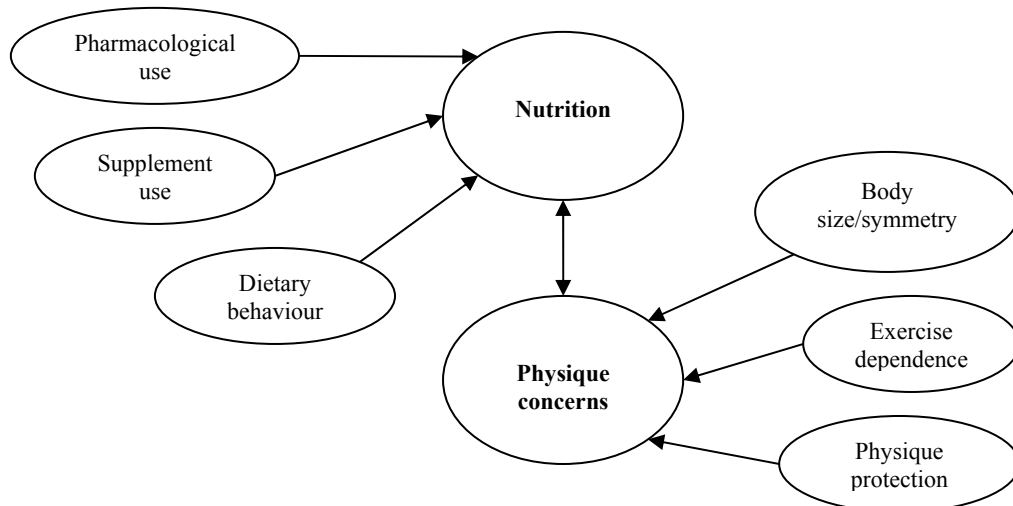 Pharmacological
use
Nutrition
Supplement
use
Dietary
behaviour
Body
size/symmetry
Exercise
dependence
Physique
concerns
Physique
protection